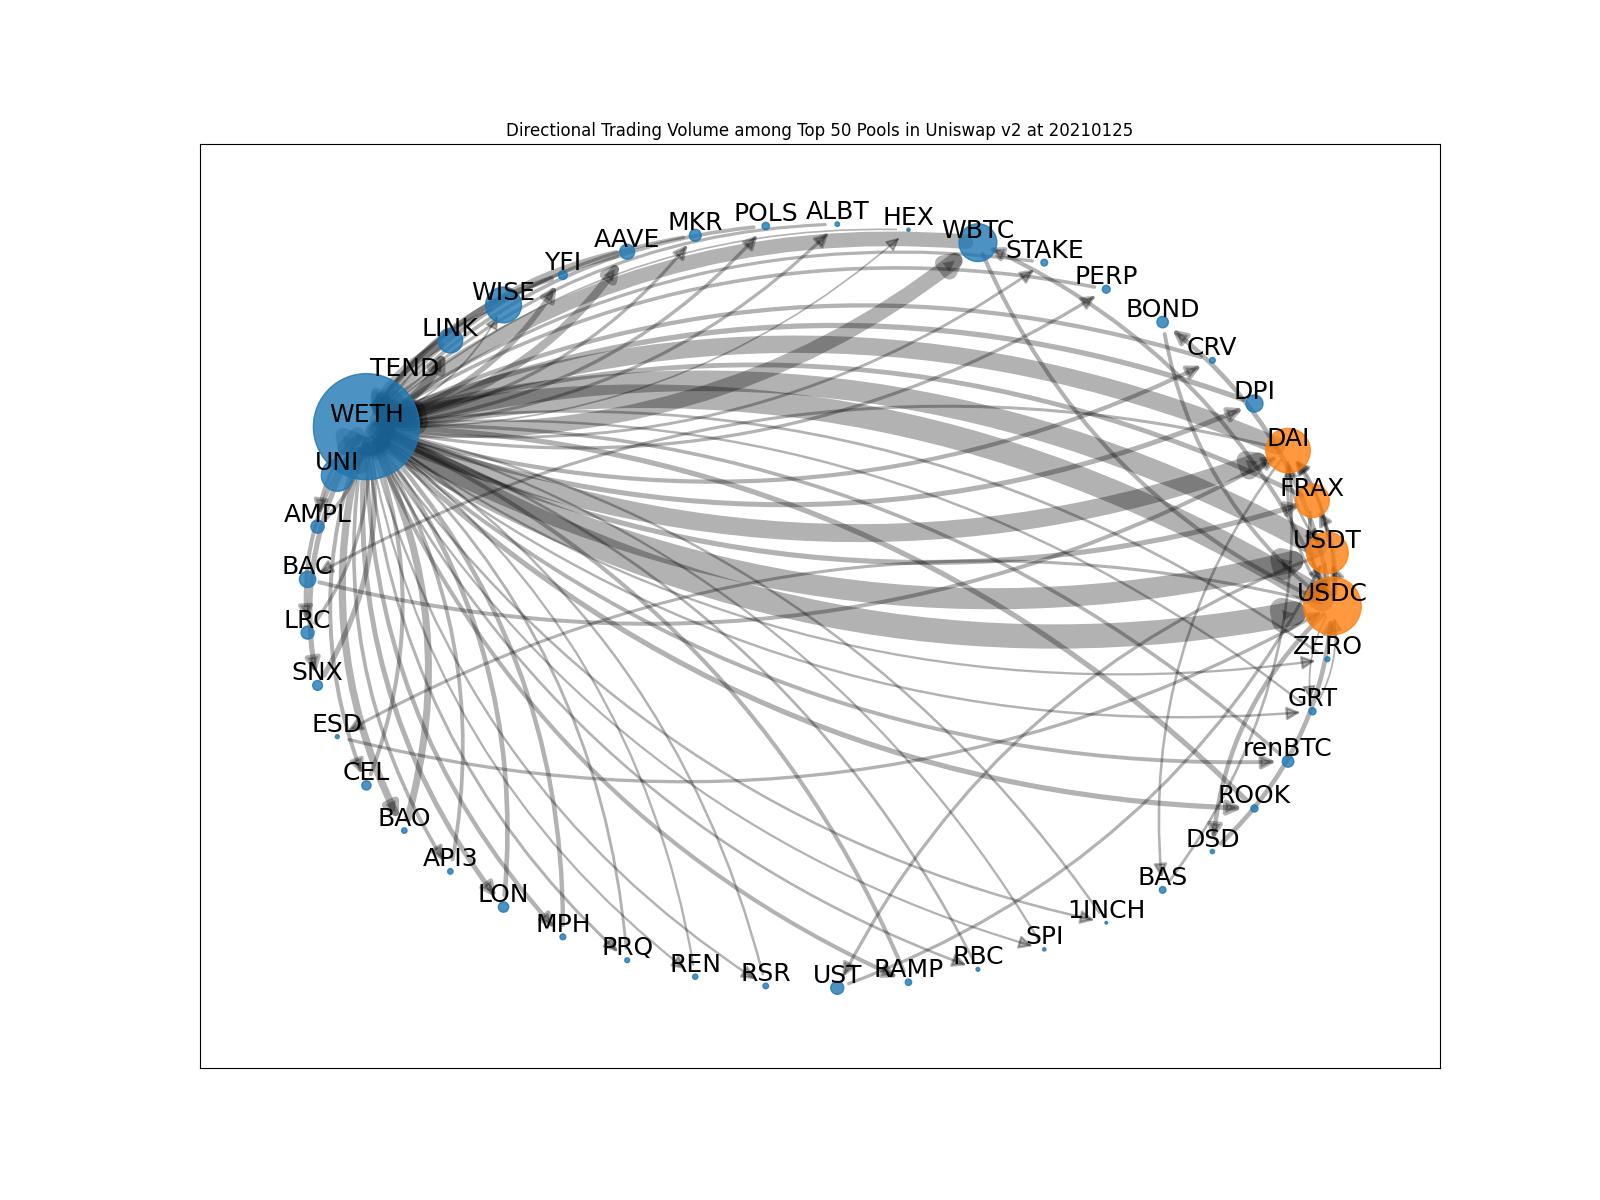 Directional Trading Volume among Top 50 Pools in Uniswap v2 at 20210125
POLS
ALBT
HEX
MKR
WBTC
AAVE
STAKE
YFI
PERP
WISE
BOND
LINK
CRV
TEND
DPI
WETH
DAI
UNI
FRAX
AMPL
USDT
BAC
USDC
LRC
ZERO
SNX
GRT
ESD
renBTC
CEL
ROOK
BAO
DSD
API3
BAS
LON
1INCH
MPH
SPI
PRQ
RBC
REN
RAMP
RSR
UST